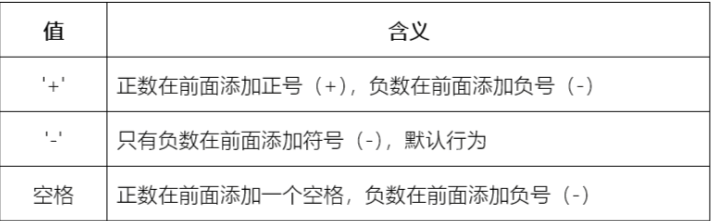 值 含义
'+' 正数在前面添加正号（+），负数在前面添加负号（-）
'-' 只有负数在前面添加符号（-），默认行为
空格 正数在前面添加一个空格，负数在前面添加负号（-）